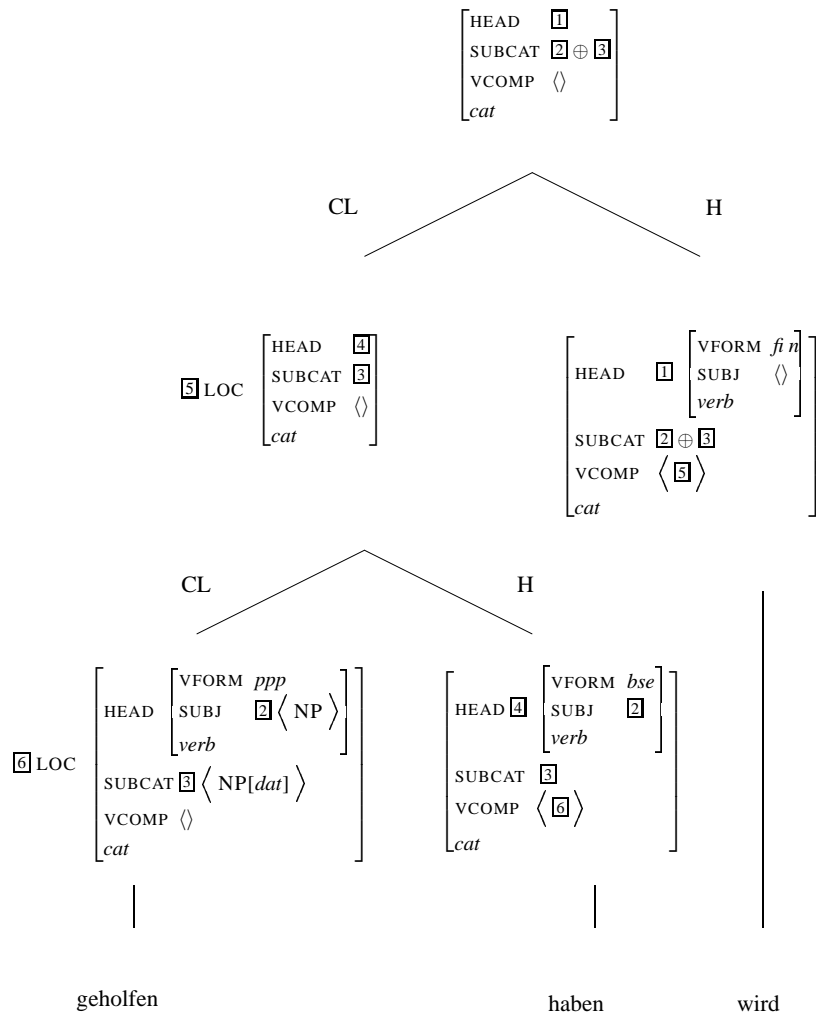 HEAD 1
SUBCAT 2 ⊕ 3
VCOMP ⟨⟩
cat
CL H
5 LOC
HEAD 4
SUBCAT 3
VCOMP ⟨⟩
cat
HEAD 1
VFORM fin
SUBJ ⟨⟩
verb
SUBCAT 2 ⊕ 3
VCOMP ⟨ 5 ⟩
cat
CL H
6 LOC
HEAD
VFORM ppp
SUBJ 2 ⟨ NP ⟩
verb
SUBCAT 3 ⟨ NP[dat] ⟩
VCOMP ⟨⟩
cat
HEAD 4
VFORM bse
SUBJ 2
verb
SUBCAT 3
VCOMP ⟨ 6 ⟩
cat
geholfen haben wird